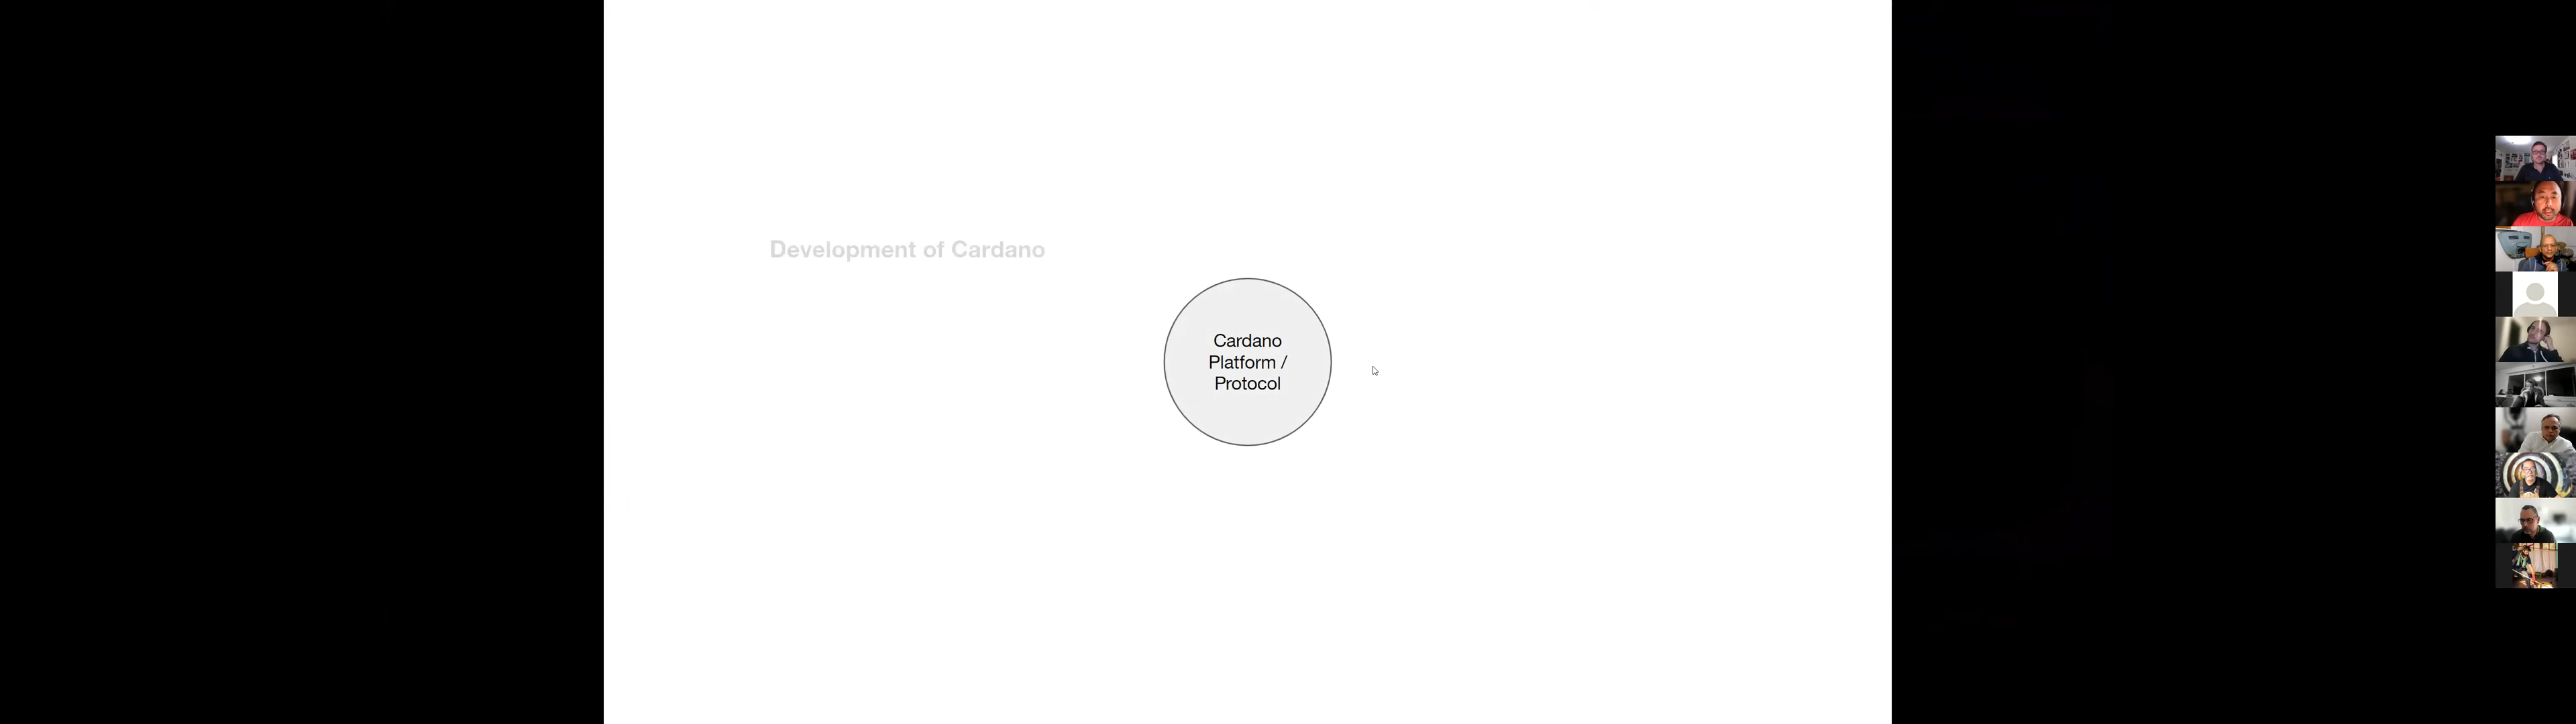 Development of Cardano
Cardano
Platform /
Protocol